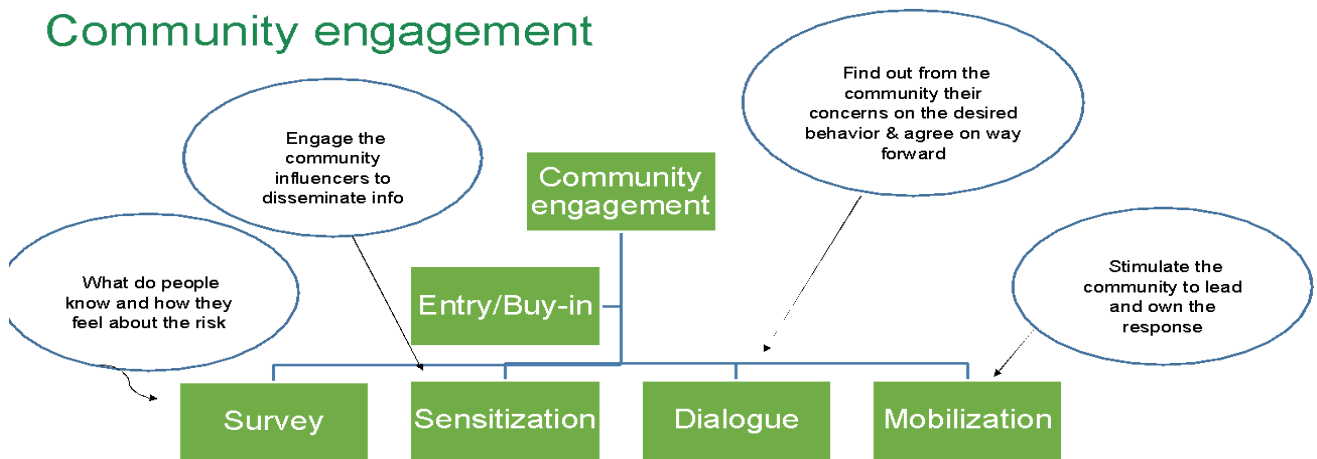 Community engagement
Find out from the
community their
concerns on the desired
behavior & agree on way
forward
Engage the
community
influencers to
disseminate info
Community
engagement
What do people
know and how they
feel about the risk
Entry/Buy-in
Stimulate the
community to lead
and own the
response
Survey
Sensitization
Dialogue
Mobilization